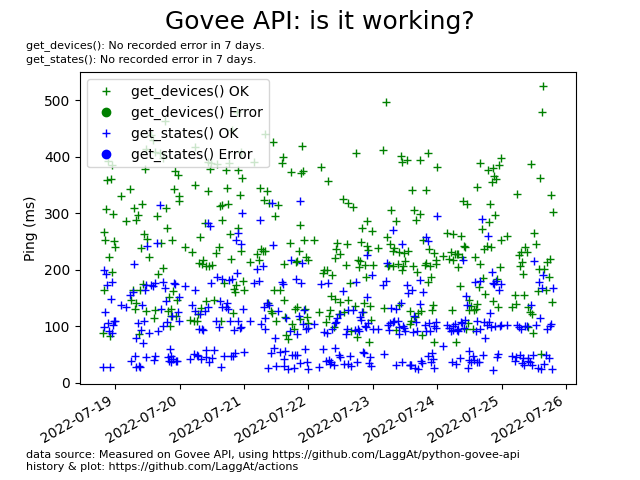 Govee API: is it working?
get_devices(): No recorded error in 7 days.
get_states(): No recorded error in 7 days.
get_devices() OK
get_devices() Error
get_states() OK
get_states() Error
Ping (ms)
500
400
300
200
100
0
2022-07-19
2022-07-20
2022-07-21
2022-07-22
2022-07-23
2022-07-24
2022-07-25
2022-07-26
data source: Measured on Govee API, using https://github.com/LaggAt/python-govee-api
history & plot: https://github.com/LaggAt/actions